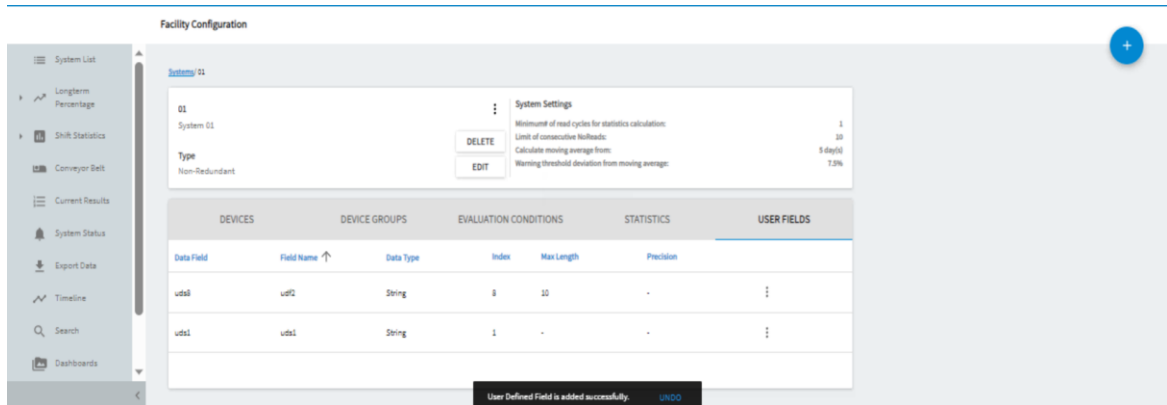 Facility Configuration
System List
Longterm
Percentage
Shift Statistics
Conveyor Belt
Current Results
System Status
Export Data
Timeline
Search
Dashboards
Systems/ 01
01
System 01
Type
Non-Redundant
DELETE
EDIT
System Settings
Minimum# of read cycles for statistics calculation: 1
Limit of consecutive NoReads: 10
Calculate moving average from: 5 day(s)
Warning threshold deviation from moving average: 7.5%
DEVICES DEVICE GROUPS EVALUATION CONDITIONS STATISTICS USER FIELDS
Data Field Field Name Data Type Index Max Length Precision
udf2 String 10 -
uds1 uds1 String 1 - -
User Defined Field is added successfully. UNDO